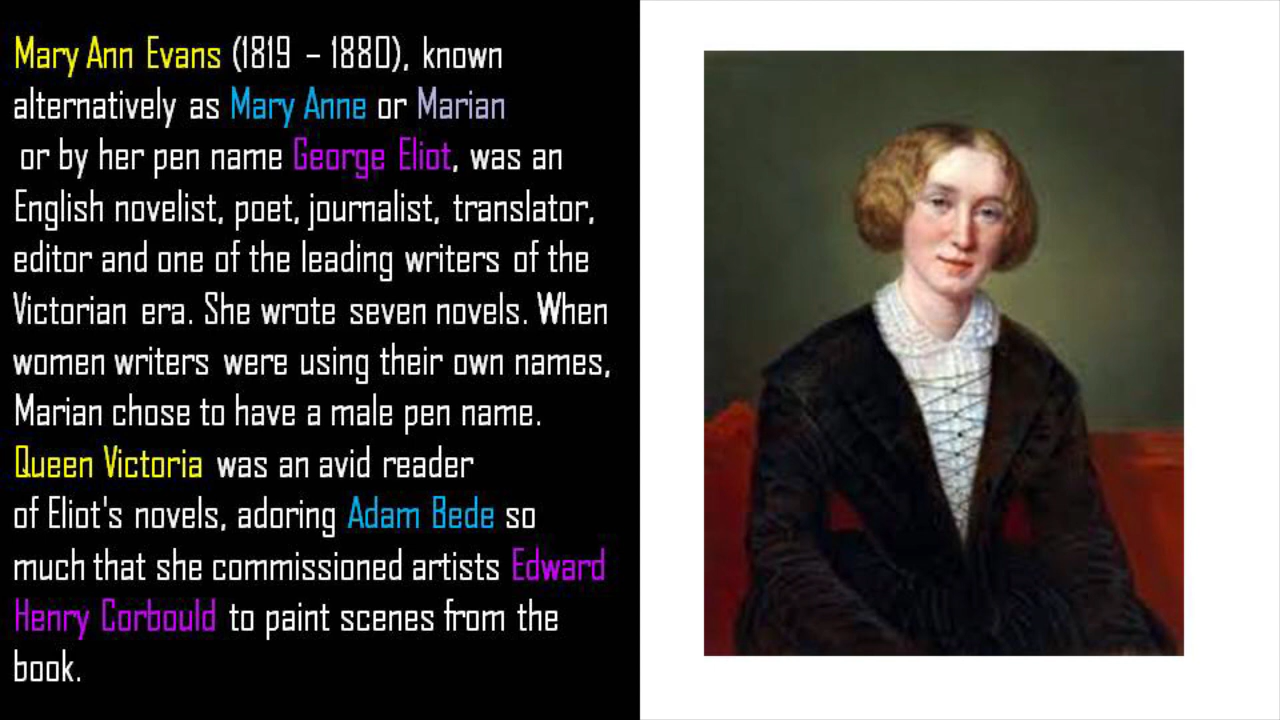 Mary Ann Evans (1819 – 1880), known
alternatively as Mary Anne or Marian
or by her pen name George Eliot, was an
English novelist, poet, journalist, translator,
editor and one of the leading writers of the
Victorian era. She wrote seven novels. When
women writers were using their own names,
Marian chose to have a male pen name.
Queen Victoria was an avid reader
of Eliot's novels, adoring Adam Bede so
much that she commissioned artists Edward
Henry Corbould to paint scenes from the
book.